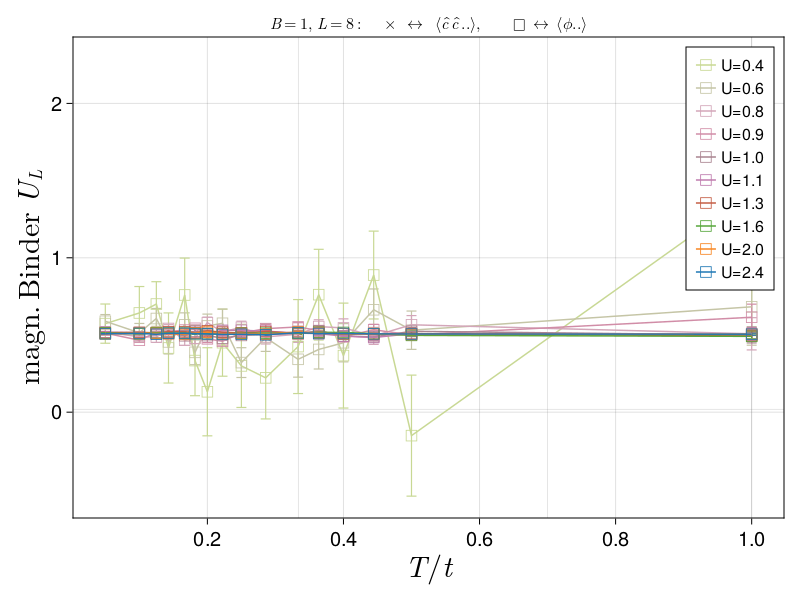 B = 1, L = 8 : × ↔ ⟨ĉ ĉ ..⟩, □ ↔ ⟨ϕ..⟩
2
1
0
magn. Binder U_L
U=0.4
U=0.6
U=0.8
U=0.9
U=1.0
U=1.1
U=1.3
U=1.6
U=2.0
U=2.4
0.2 0.4 0.6 0.8 1.0
T/t